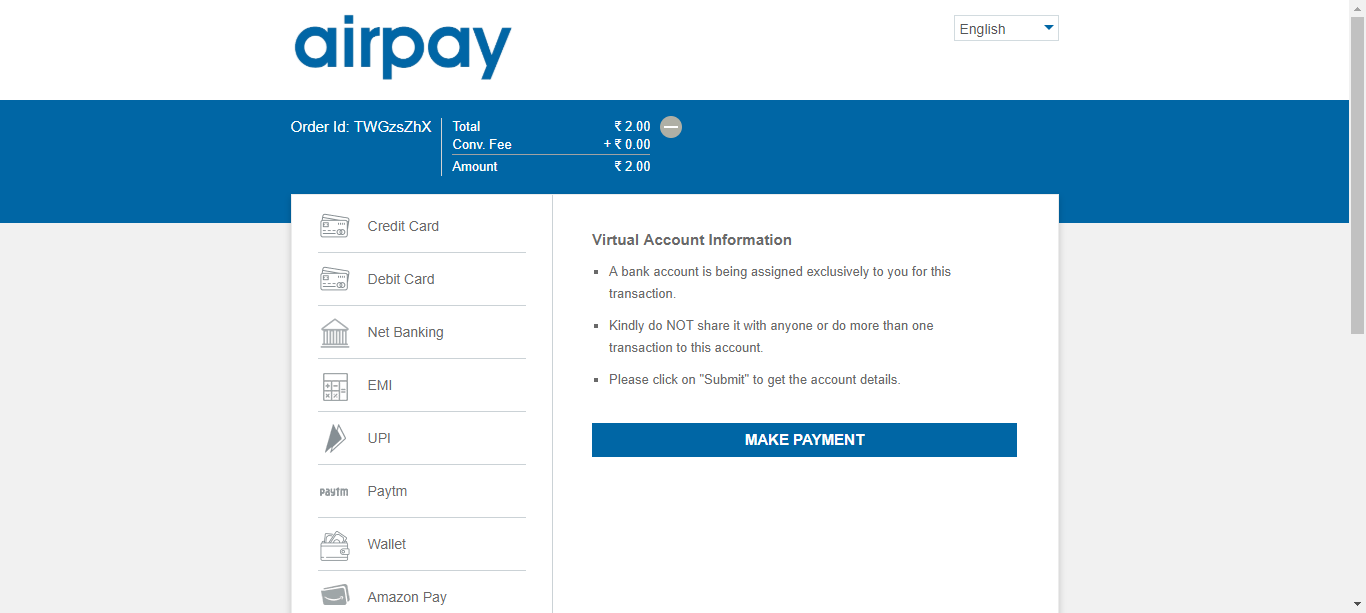 airpay
English
Order Id: TWGzsZhX
Total ₹ 2.00
Conv. Fee + ₹ 0.00
Amount ₹ 2.00
Credit Card
Debit Card
Net Banking
EMI
UPI
paytm Paytm
Wallet
Amazon Pay
Virtual Account Information
A bank account is being assigned exclusively to you for this
transaction.
Kindly do NOT share it with anyone or do more than one
transaction to this account.
Please click on "Submit" to get the account details.
MAKE PAYMENT